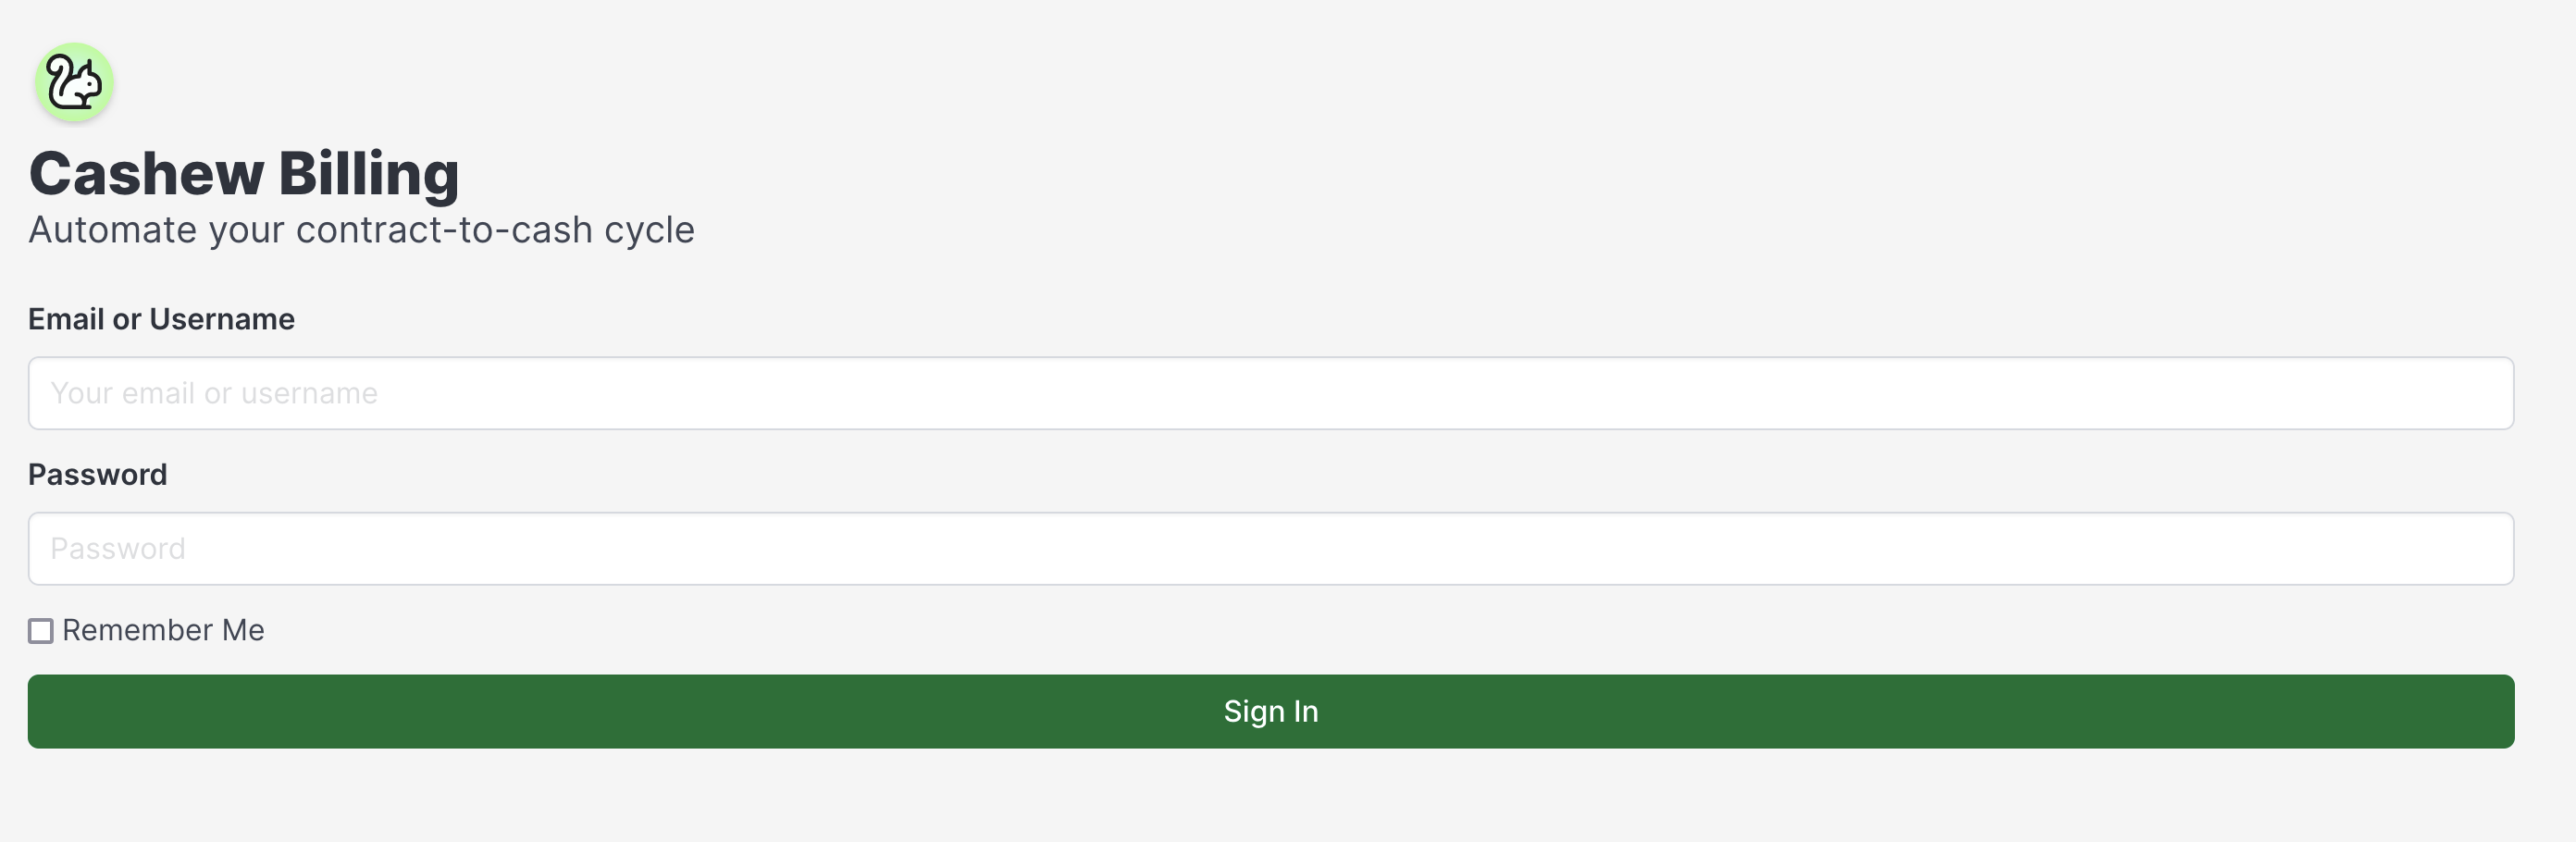 Cashew Billing
Automate your contract-to-cash cycle
Email or Username
Your email or username
Password
Password
Remember Me
Sign In